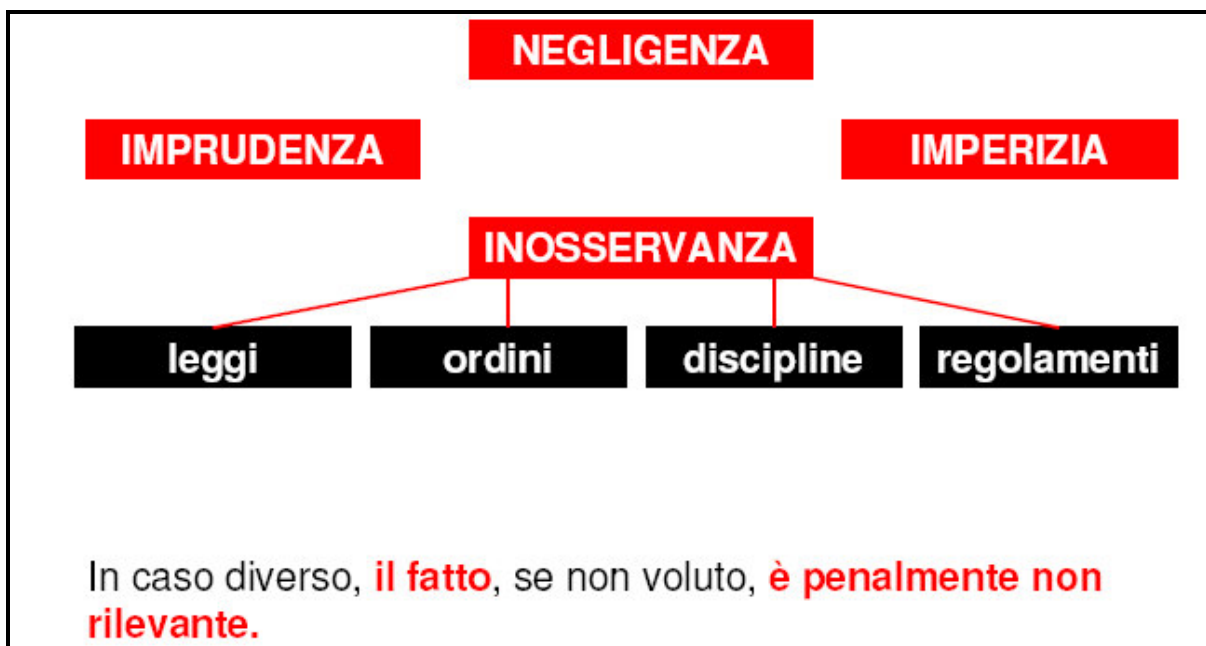 NEGLIGENZA
IMPRUDENZA
IMPERIZIA
INOSSERVANZA
leggi
ordini
discipline
regolamenti
In caso diverso, il fatto, se non voluto, è penalmente non
rilevante.